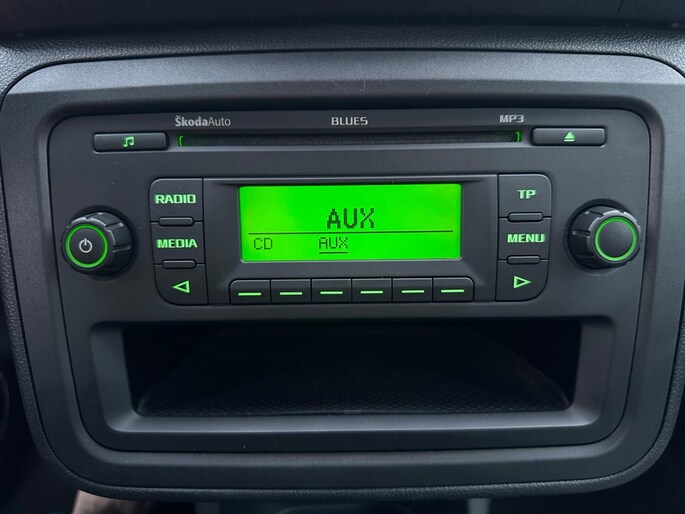 ŠkodaAuto BLUES MP3
RADIO
TP
AUX
MEDIA
CD AUX
MENU